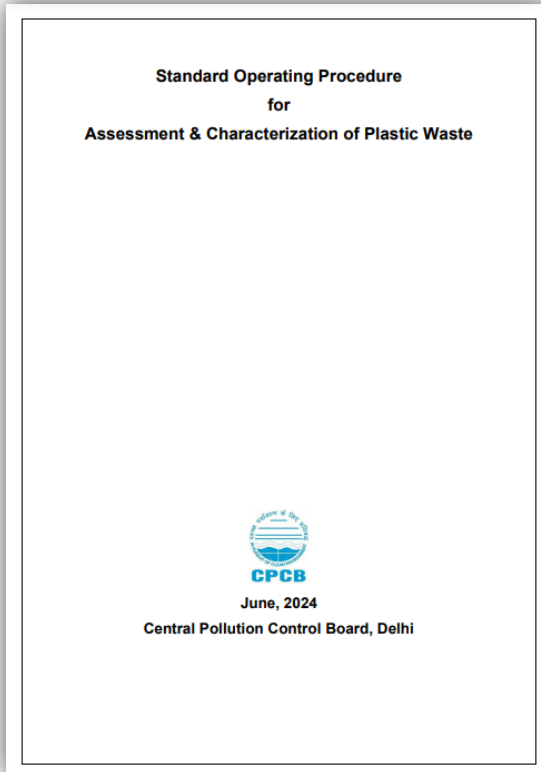 Standard Operating Procedure
for
Assessment & Characterization of Plastic Waste
CPCB
June, 2024
Central Pollution Control Board, Delhi